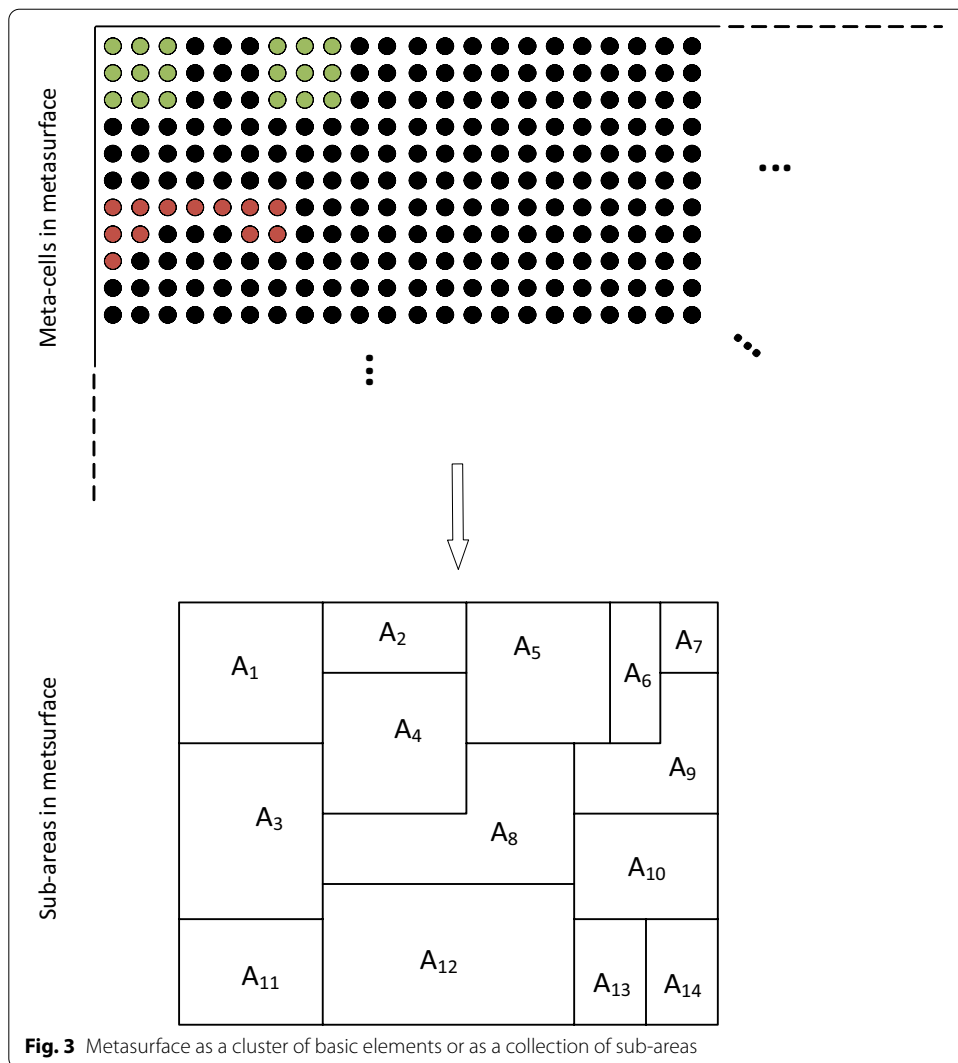 Meta-cells in metasurface
Sub-areas in metsurface
A₁
A₂
A₅
A₆
A₇
A₄
A₃
A₉
A₈
A₁₀
A₁₁
A₁₂
A₁₃
A₁₄
Fig. 3 Metasurface as a cluster of basic elements or as a collection of sub-areas